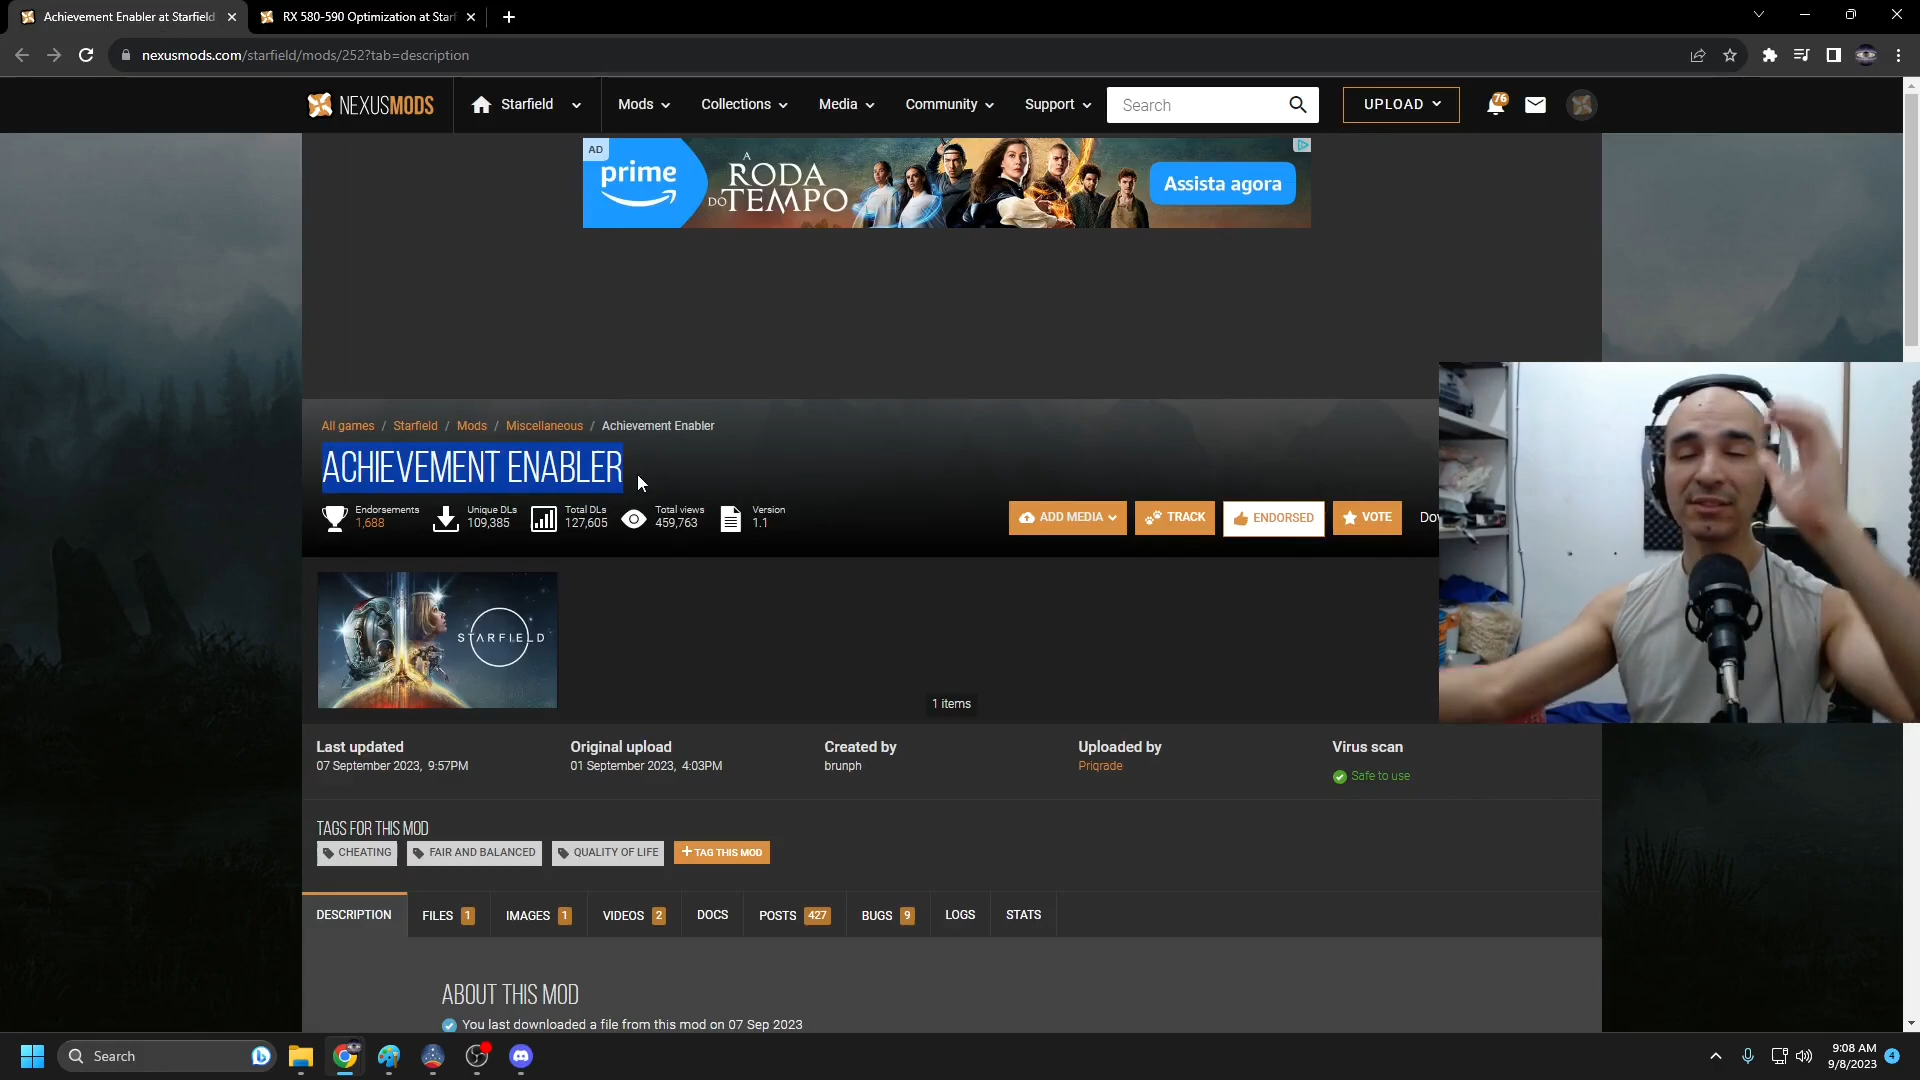 Achievement Enabler at Starfield
RX 580-590 Optimization at Starf
nexusmods.com/starfield/mods/252?tab=description
NEXUSMODS
Starfield
Mods
Collections
Media
Community
Support
Search
UPLOAD
76
AD
prime
A
RODA
DO TEMPO
Assista agora
All games / Starfield / Mods / Miscellaneous / Achievement Enabler
ACHIEVEMENT ENABLER
Endorsements
1,688
Unique DLs
109,385
Total DLs
127,605
Total views
459,763
Version
1.1
ADD MEDIA
TRACK
ENDORSED
VOTE
Dov
STARFIELD
1 items
Last updated
07 September 2023, 9:57PM
Original upload
01 September 2023, 4:03PM
Created by
brunph
Uploaded by
Priqrade
Virus scan
Safe to use
TAGS FOR THIS MOD
CHEATING
FAIR AND BALANCED
QUALITY OF LIFE
+ TAG THIS MOD
DESCRIPTION
FILES 1
IMAGES 1
VIDEOS 2
DOCS
POSTS 427
BUGS 9
LOGS
STATS
ABOUT THIS MOD
You last downloaded a file from this mod on 07 Sep 2023
Search
9:08 AM
9/8/2023
4